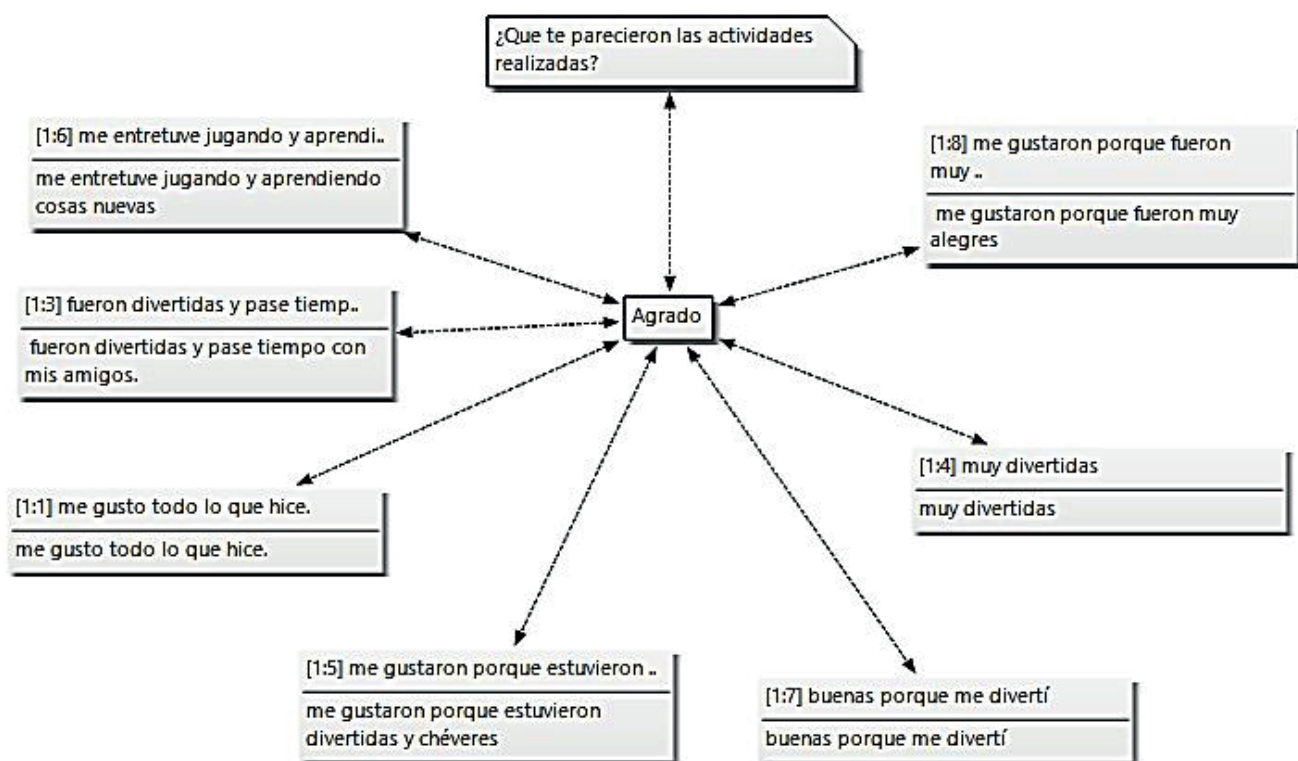 ¿Que te parecieron las actividades
realizadas?
[1:6] me entretuve jugando y aprendi..
me entretuve jugando y aprendiendo
cosas nuevas
[1:8] me gustaron porque fueron
muy ..
me gustaron porque fueron muy
alegres
[1:3] fueron divertidas y pase tiemp..
fueron divertidas y pase tiempo con
mis amigos.
Agrado
[1:4] muy divertidas
muy divertidas
[1:1] me gusto todo lo que hice.
me gusto todo lo que hice.
[1:5] me gustaron porque estuvieron ..
me gustaron porque estuvieron
divertidas y chéveres
[1:7] buenas porque me divertí
buenas porque me divertí